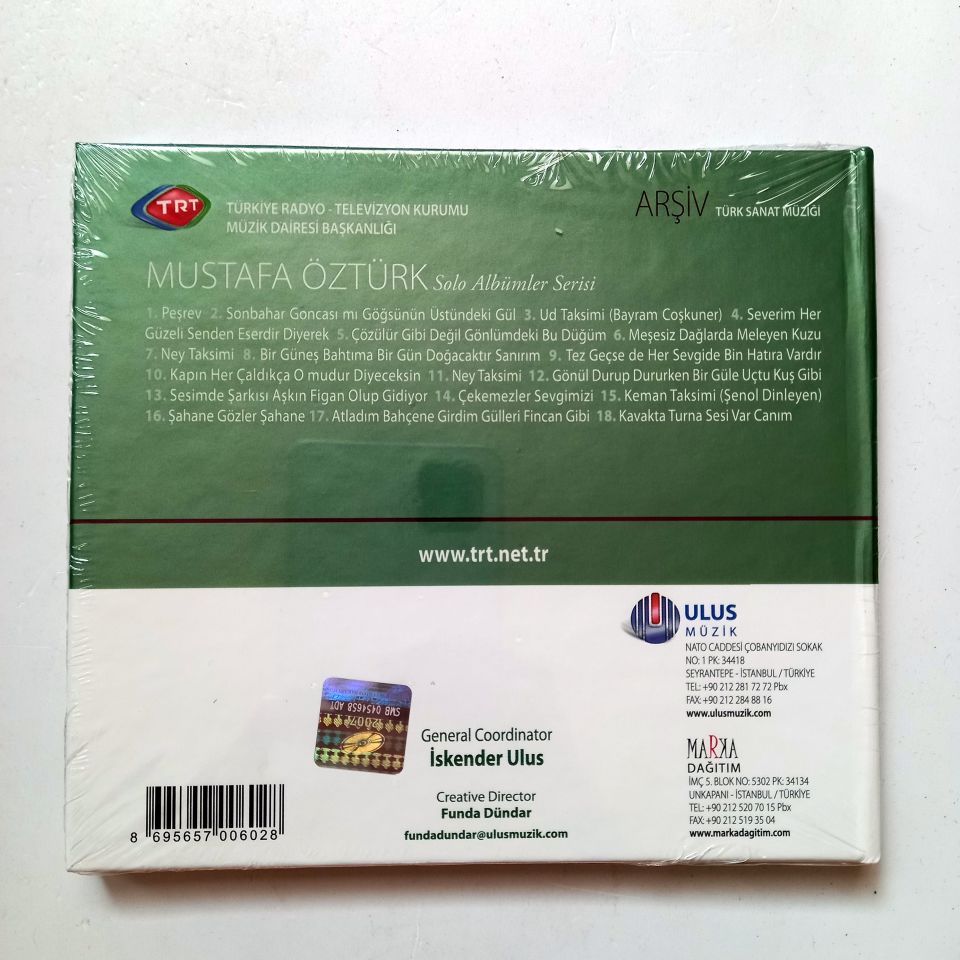 TRT
TÜRKİYE RADYO - TELEVİZYON KURUMU
MÜZİK DAİRESİ BAŞKANLIĞI
ARŞİV TÜRK SANAT MÜZİĞİ
MUSTAFA ÖZTÜRK Solo Albümler Serisi
1. Peşrev 2. Sonbahar Goncası mı Göğsünün Üstündeki Gül 3. Ud Taksimi (Bayram Coşkuner) 4. Severim Her
Güzeli Senden Eserdir Diyerek 5. Çözülür Gibi Değil Gönlümdeki Bu Düğüm 6. Meşesiz Dağlarda Meleyen Kuzu
7. Ney Taksimi 8. Bir Güneş Bahtıma Bir Gün Doğacaktır Sanırım 9. Tez Geçse de Her Sevgide Bin Hatıra Vardır
10. Kapın Her Çaldıkça O mudur Diyeceksin 11. Ney Taksimi 12. Gönül Durup Dururken Bir Güle Uçtu Kuş Gibi
13. Sesimde Şarkısı Aşkın Figan Olup Gidiyor 14. Çekemezler Sevgimizi 15. Keman Taksimi (Şenol Dinleyen)
16. Şahane Gözler Şahane 17. Atladım Bahçene Girdim Gülleri Fincan Gibi 18. Kavakta Turna Sesi Var Canım
www.trt.net.tr
ULUS
MÜZİK
NATO CADDESİ ÇOBANYIDIZI SOKAK
NO: 1 PK: 34418
SEYRANTEPE - İSTANBUL / TÜRKİYE
TEL: +90 212 281 72 72 Pbx
FAX: +90 212 284 88 16
www.ulusmuzik.com
SMB 0454658 ADT
2007
General Coordinator
İskender Ulus
Creative Director
Funda Dündar
fundadundar@ulusmuzik.com
MARKA
DAĞITIM
İMÇ 5. BLOK NO: 5302 PK: 34134
UNKAPANI - İSTANBUL / TÜRKİYE
TEL: +90 212 520 70 15 Pbx
FAX: +90 212 519 35 04
www.markadagitim.com
8 695657 006028